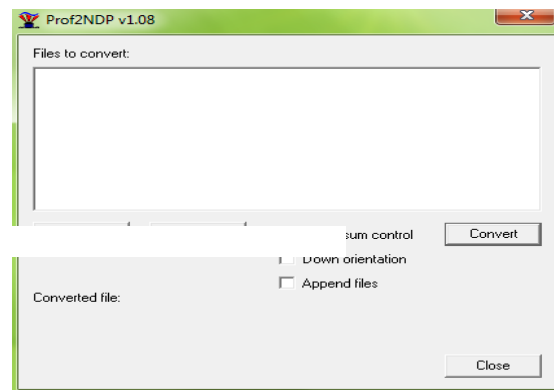 Prof2NDP v1.08
Files to convert:
sum control
Convert
Down orientation
Append files
Converted file:
Close